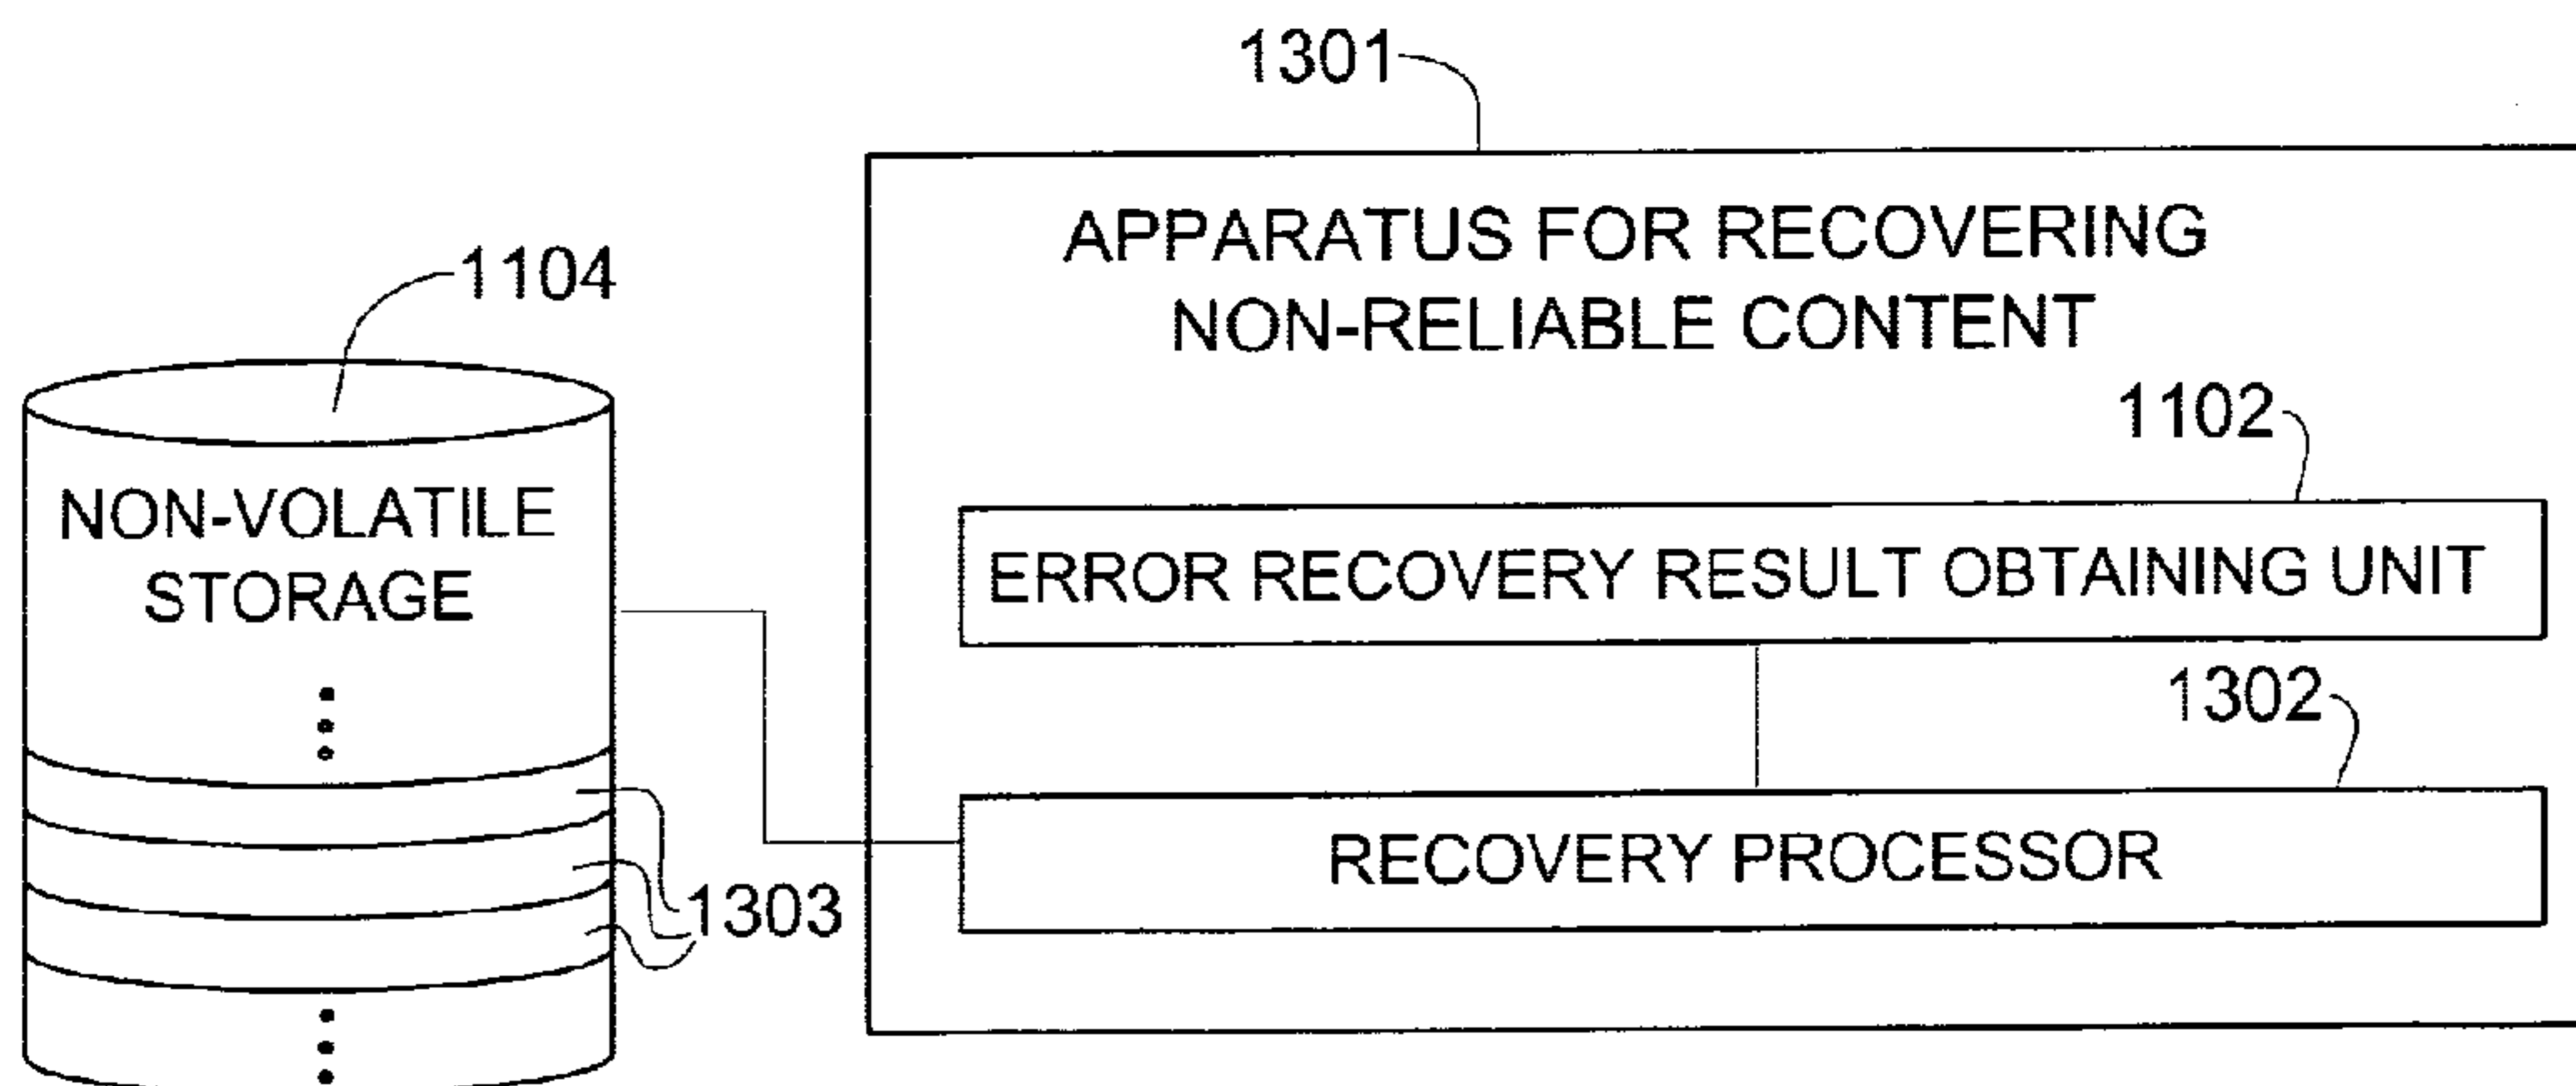 1301
APPARATUS FOR RECOVERING
NON-RELIABLE CONTENT
1104
1102
NON-VOLATILE
STORAGE
ERROR RECOVERY RESULT OBTAINING UNIT
1302
RECOVERY PROCESSOR
1303